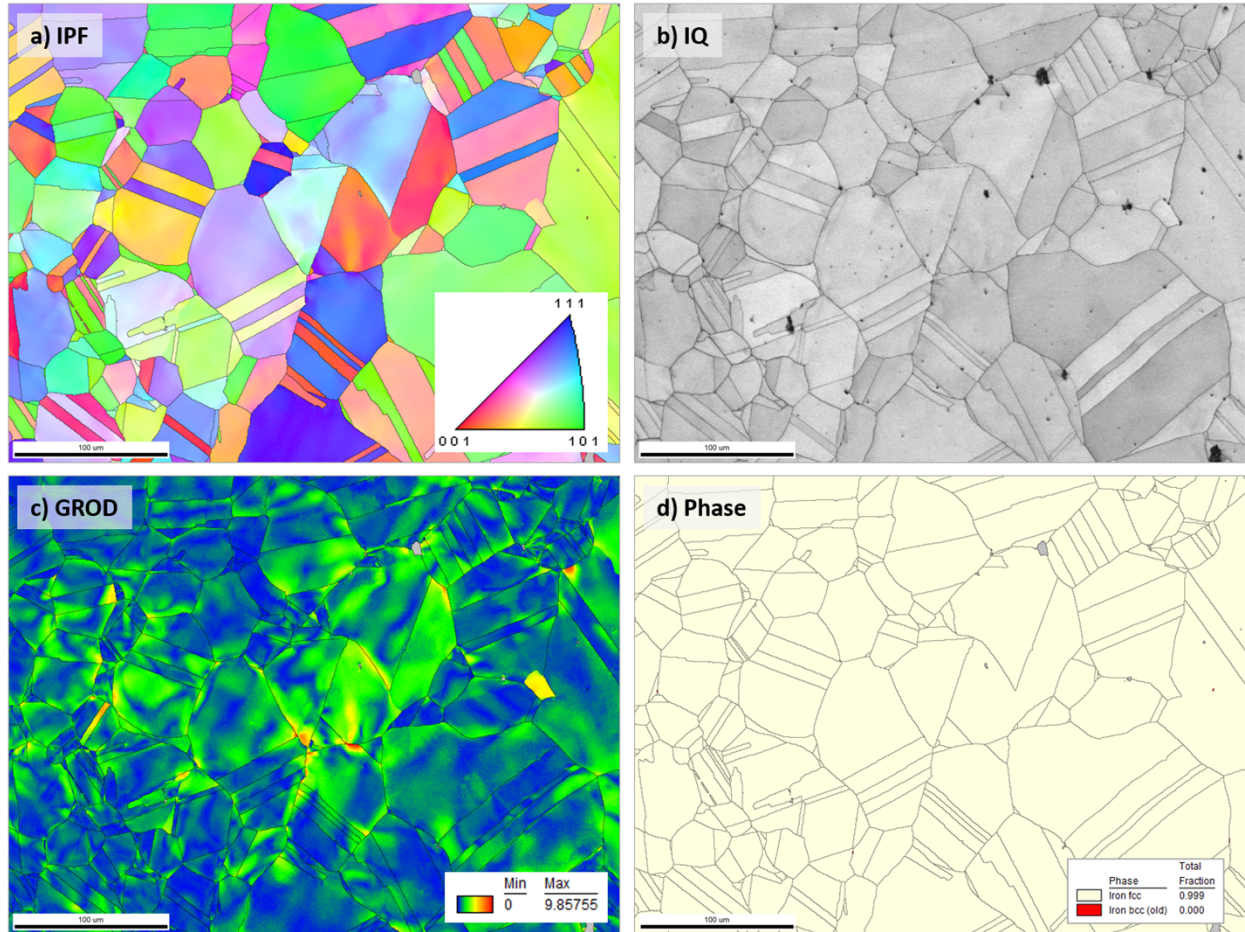 a) IPF
1 1 1
0 0 1
1 0 1
100 um
b) IQ
100 um
c) GROD
Min Max
0 9.85755
100 um
d) Phase
Total
Phase Fraction
Iron fcc 0.999
Iron bcc (old) 0.000
100 um